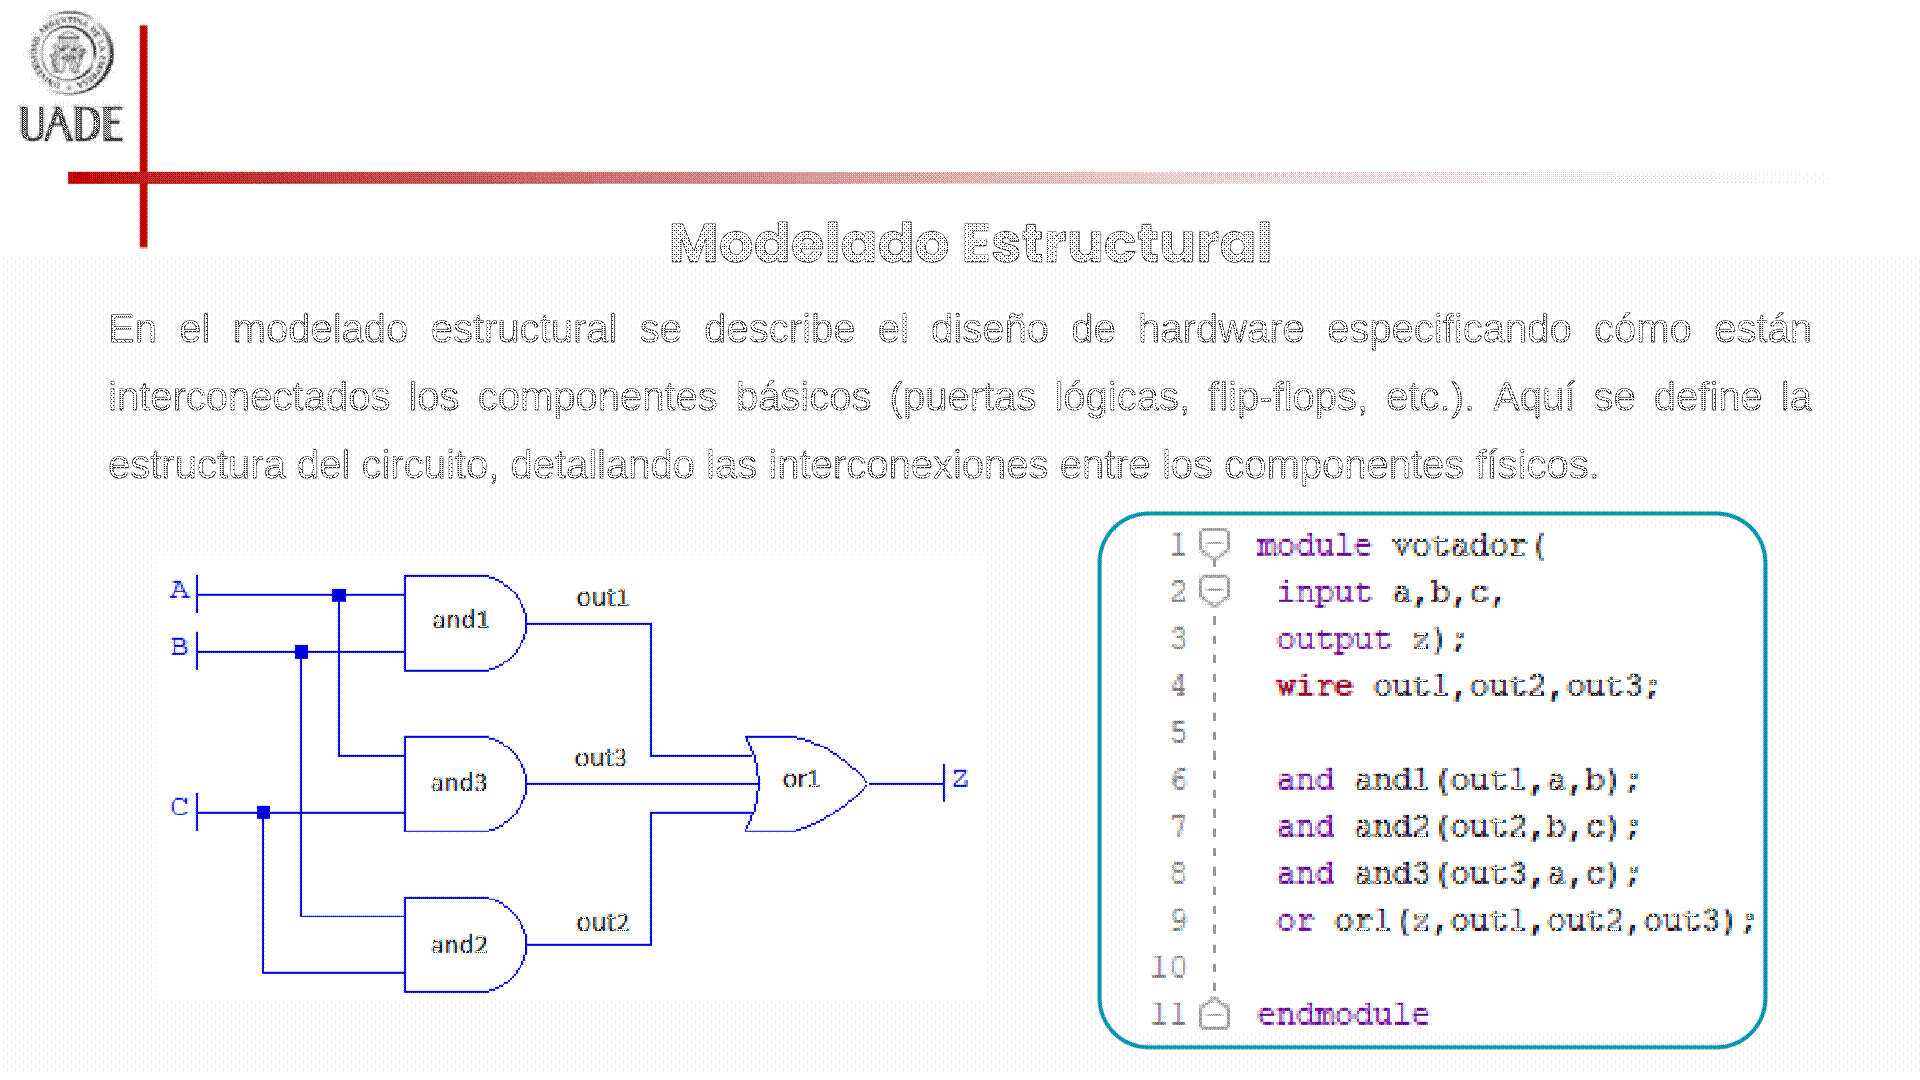 UADE
Modelado Estructural
En el modelado estructural se describe el diseño de hardware especificando cómo están
interconectados los componentes básicos (puertas lógicas, flip-flops, etc.). Aquí se define la
estructura del circuito, detallando las interconexiones entre los componentes físicos.
A
B
C
and1
and3
and2
out1
out3
out2
or1
Z
1 module votador(
2 input a,b,c,
3 output z);
4 wire out1,out2,out3;
5
6 and and1(out1,a,b);
7 and and2(out2,b,c);
8 and and3(out3,a,c);
9 or or1(z,out1,out2,out3);
10
11 endmodule